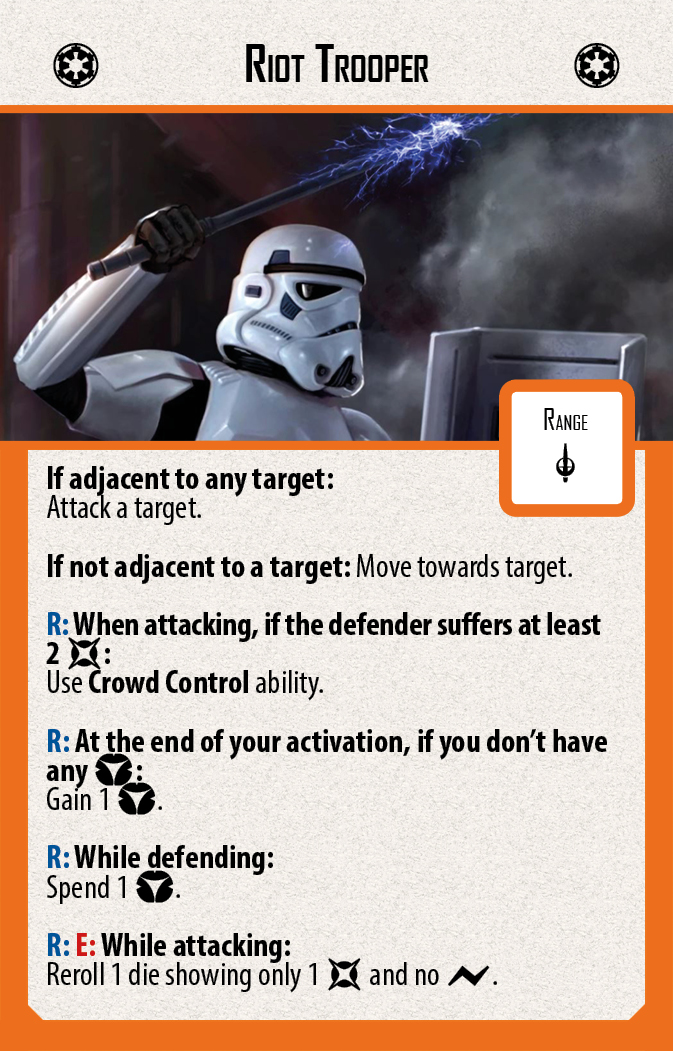 Riot Trooper
Range
If adjacent to any target:
Attack a target.
If not adjacent to a target: Move towards target.
R: When attacking, if the defender suffers at least
2 :
Use Crowd Control ability.
R: At the end of your activation, if you don’t have
any :
Gain 1 .
R: While defending:
Spend 1 .
R: E: While attacking:
Reroll 1 die showing only 1 and no .